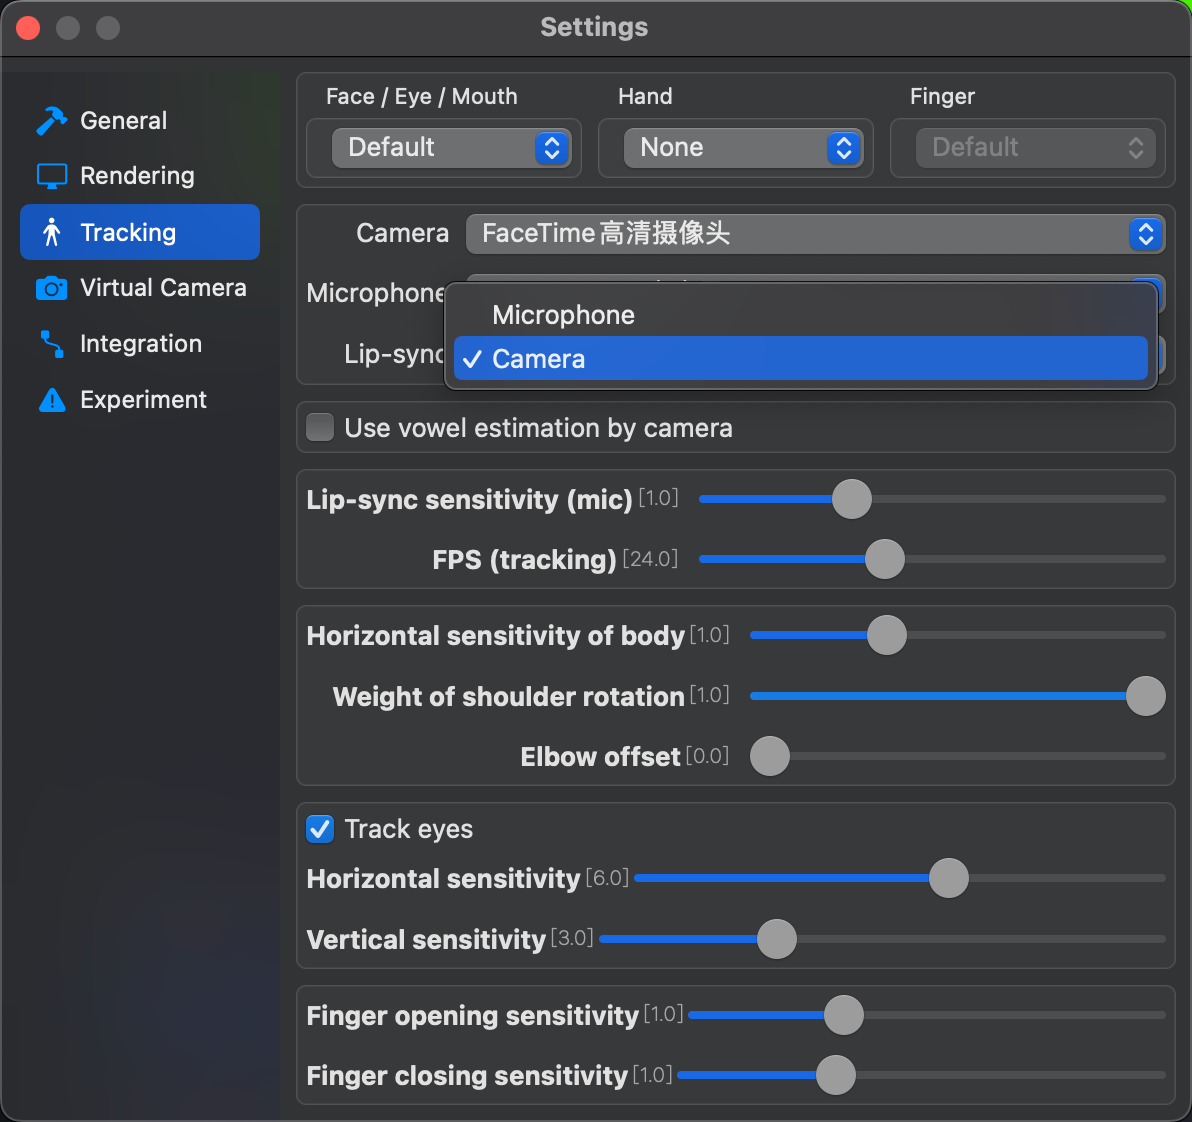 Settings
General
Rendering
Tracking
Virtual Camera
Integration
Experiment
Face / Eye / Mouth
Hand
Finger
Default
None
Default
Camera
FaceTime高清摄像头
Microphone
Microphone
Lip-sync
Camera
Use vowel estimation by camera
Lip-sync sensitivity (mic) [1.0]
FPS (tracking) [24.0]
Horizontal sensitivity of body [1.0]
Weight of shoulder rotation [1.0]
Elbow offset [0.0]
Track eyes
Horizontal sensitivity [6.0]
Vertical sensitivity [3.0]
Finger opening sensitivity [1.0]
Finger closing sensitivity [1.0]